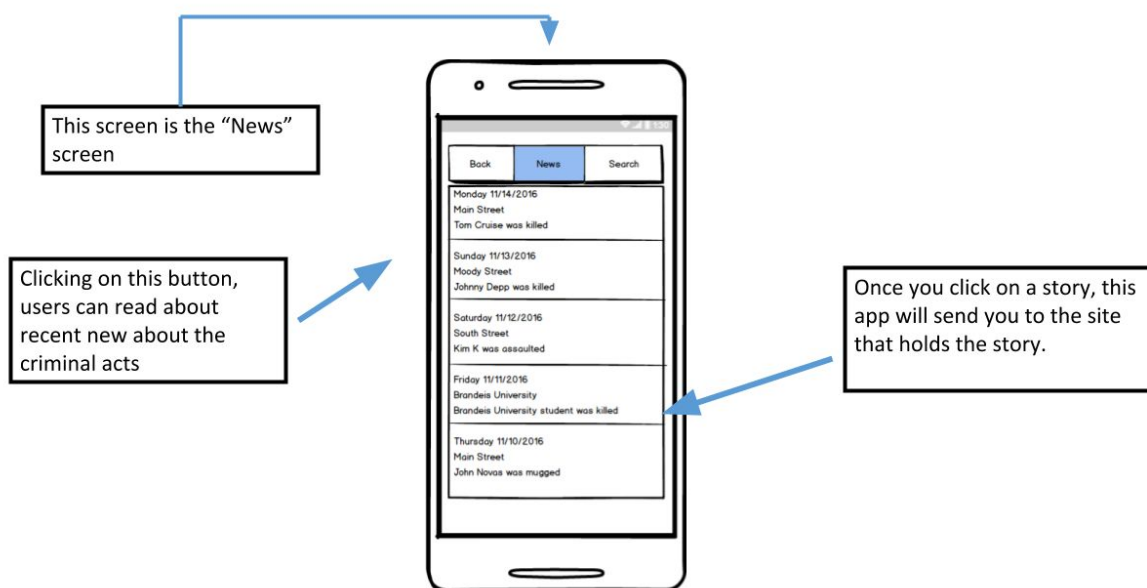 This screen is the “News”
screen
1:30
Back News Search
Monday 11/14/2016
Main Street
Tom Cruise was killed
Sunday 11/13/2016
Moody Street
Johnny Depp was killed
Saturday 11/12/2016
South Street
Kim K was assaulted
Friday 11/11/2016
Brandeis University
Brandeis University student was killed
Thursday 11/10/2016
Main Street
John Novas was mugged
Clicking on this button,
users can read about
recent new about the
criminal acts
Once you click on a story, this
app will send you to the site
that holds the story.